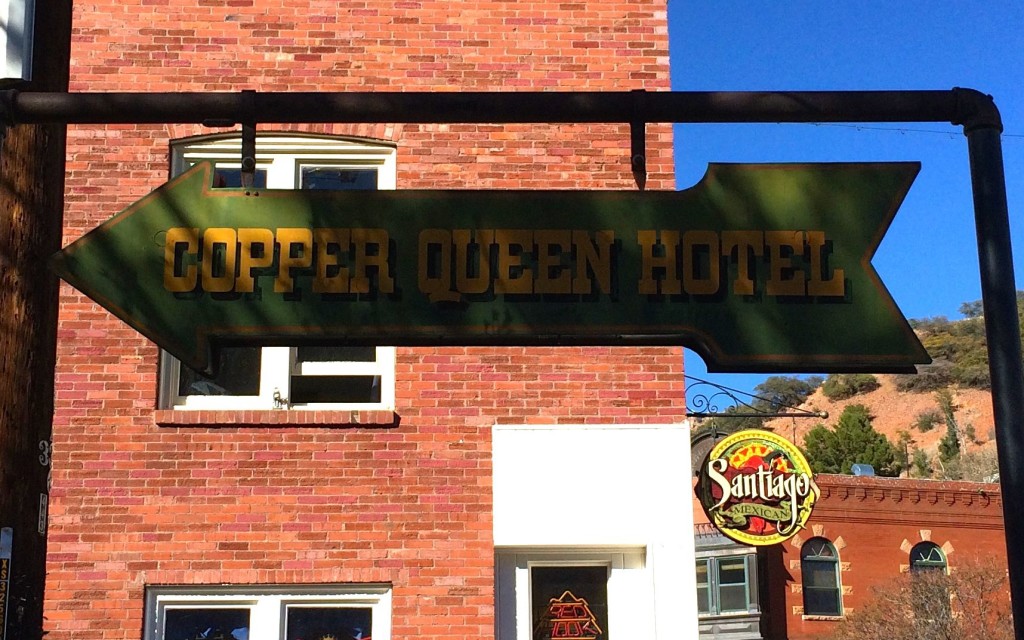 COPPER QUEEN HOTEL
Santiago
MEXICAN